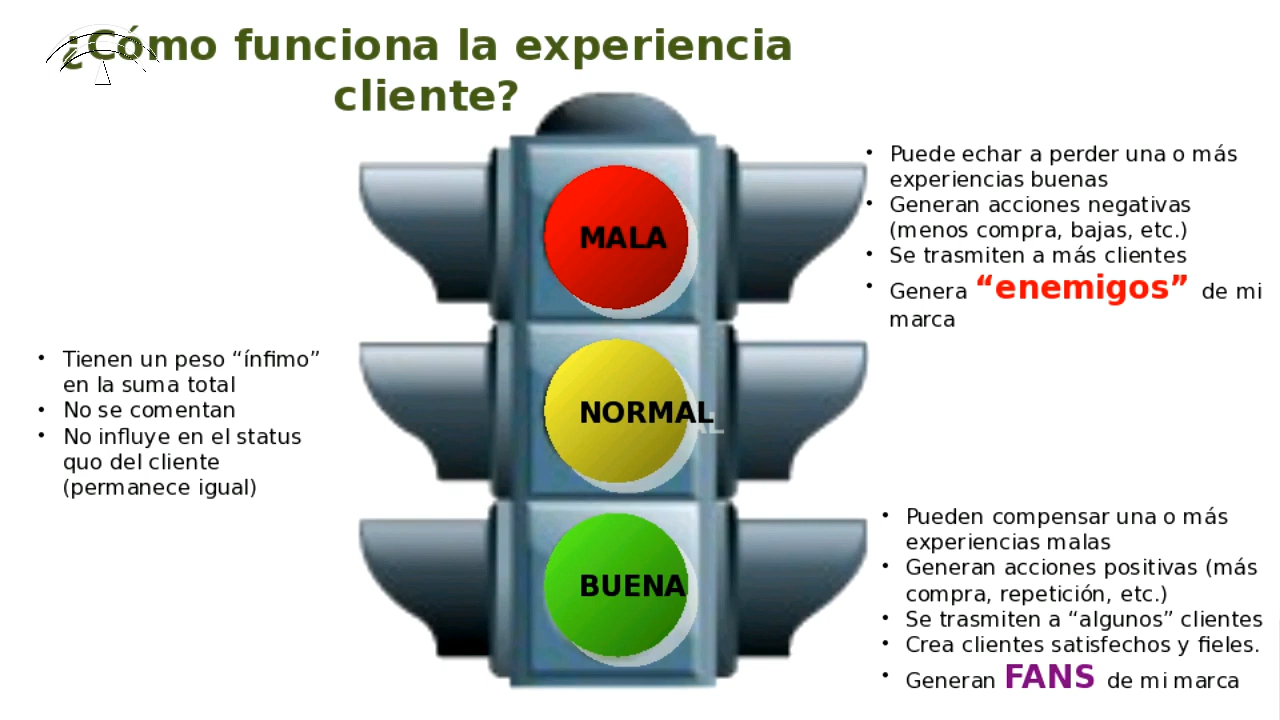 ¿Cómo funciona la experiencia
cliente?
MALA
• Puede echar a perder una o más
experiencias buenas
• Generan acciones negativas
(menos compra, bajas, etc.)
• Se trasmiten a más clientes
• Genera “enemigos” de mi
marca
• Tienen un peso “ínfimo”
en la suma total
• No se comentan
• No influye en el status
quo del cliente
(permanece igual)
NORMAL
BUENA
• Pueden compensar una o más
experiencias malas
• Generan acciones positivas (más
compra, repetición, etc.)
• Se trasmiten a “algunos” clientes
• Crea clientes satisfechos y fieles.
• Generan FANS de mi marca